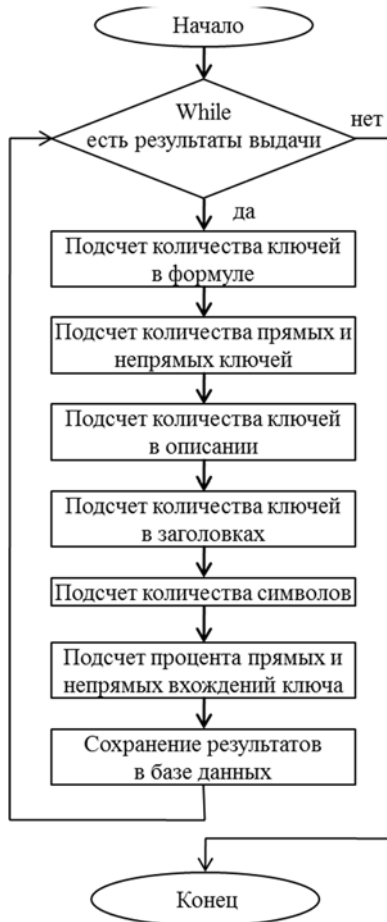 Начало
While
есть результаты выдачи
нет
да
Подсчет количества ключей
в формуле
Подсчет количества прямых и
непрямых ключей
Подсчет количества ключей
в описании
Подсчет количества ключей
в заголовках
Подсчет количества символов
Подсчет процента прямых и
непрямых вхождений ключа
Сохранение результатов
в базе данных
Конец